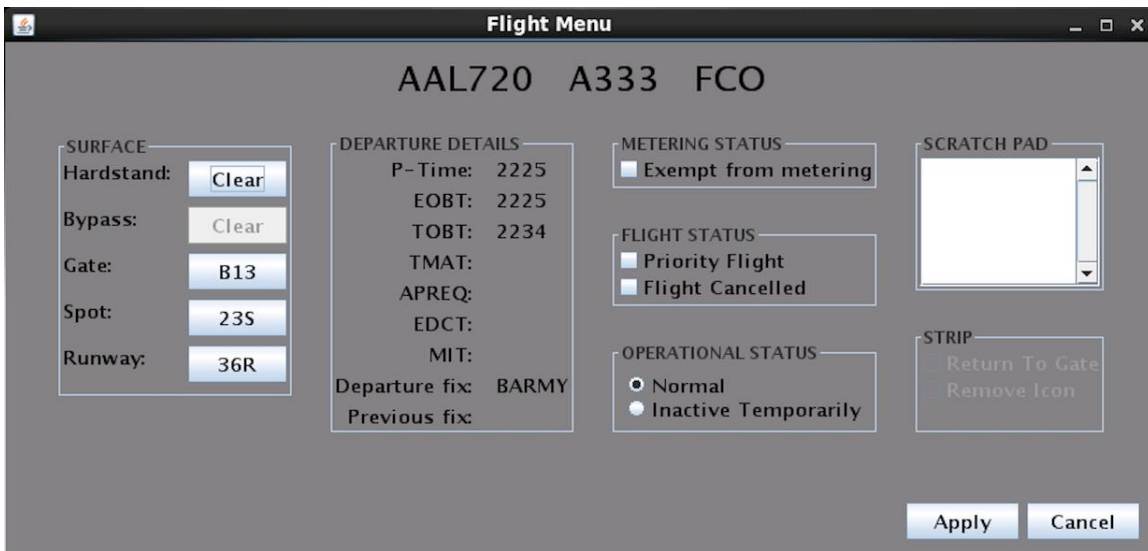 Flight Menu
AAL720 A333 FCO
SURFACE
Hardstand: Clear
Bypass: Clear
Gate: B13
Spot: 23S
Runway: 36R
DEPARTURE DETAILS
P-Time: 2225
EOBT: 2225
TOBT: 2234
TMAT:
APREQ:
EDCT:
MIT:
Departure fix: BARMY
Previous fix:
METERING STATUS
Exempt from metering
FLIGHT STATUS
Priority Flight
Flight Cancelled
OPERATIONAL STATUS
Normal
Inactive Temporarily
SCRATCH PAD
STRIP
Return To Gate
Remove Icon
Apply Cancel